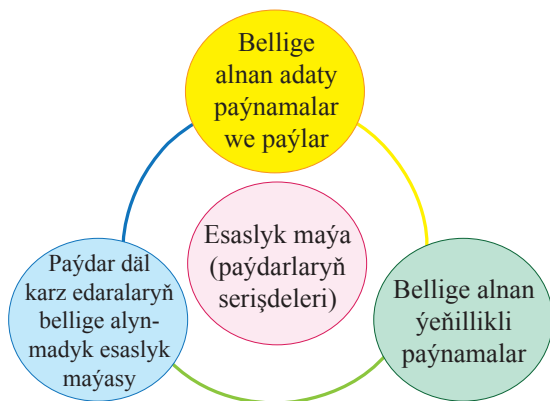 Bellige
alnan adaty
paýnamalar
we paýlar
Esaslyk maýa
(paýdarlaryň
serişdeleri)
Paýdar däl
karz edaralaryň
bellige alyn-
madyk esaslyk
maýasy
Bellige alnan
ýeňillikli
paýnamalar